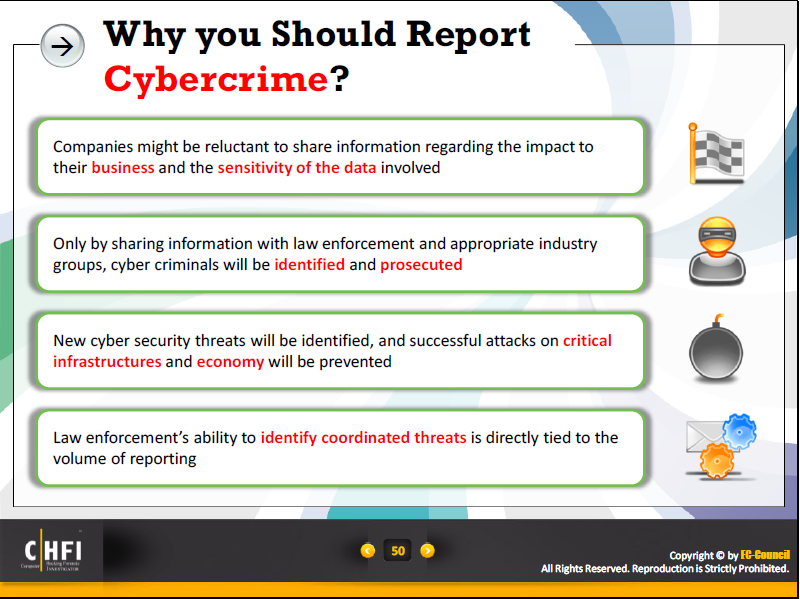 Why you Should Report
Cybercrime?
Companies might be reluctant to share information regarding the impact to
their business and the sensitivity of the data involved
Only by sharing information with law enforcement and appropriate industry
groups, cyber criminals will be identified and prosecuted
New cyber security threats will be identified, and successful attacks on critical
infrastructures and economy will be prevented
Law enforcement’s ability to identify coordinated threats is directly tied to the
volume of reporting
CHFI
Computer Hacking Forensic
INVESTIGATOR
50
Copyright © by EC-Council
All Rights Reserved. Reproduction is Strictly Prohibited.